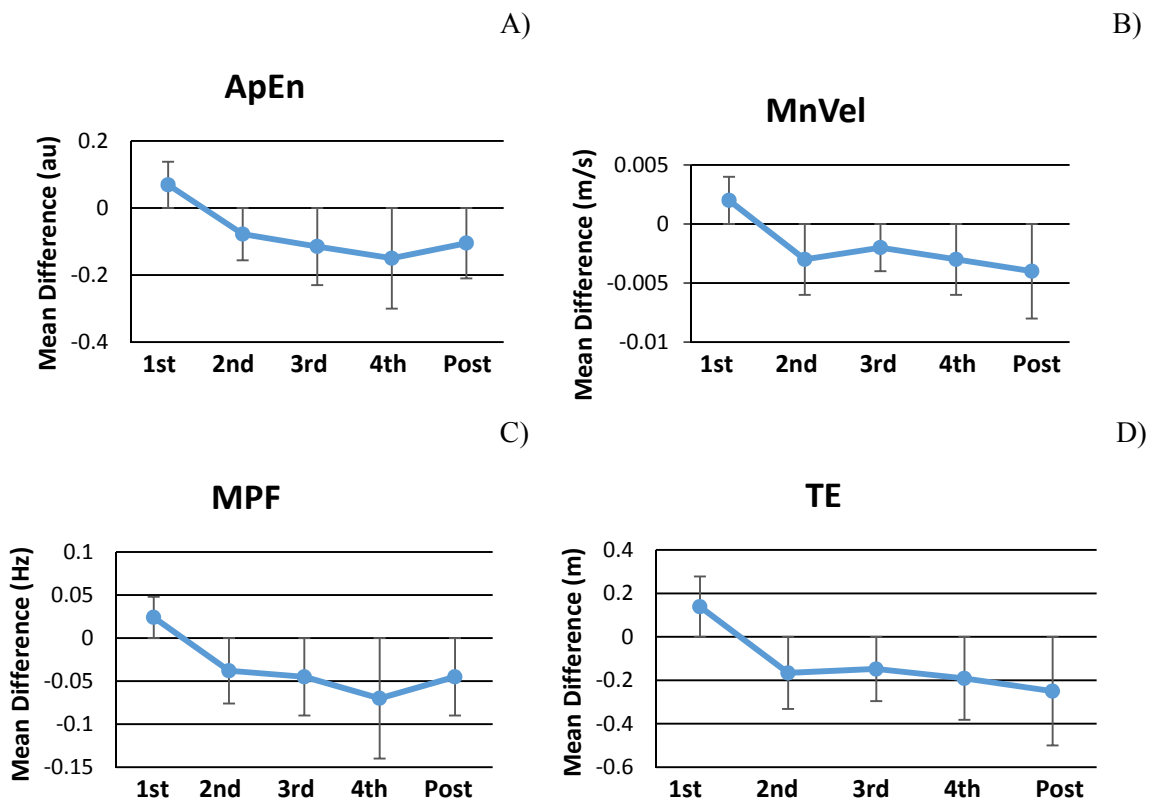 A)
ApEn
Mean Difference (au)
0.2
0
-0.2
-0.4
1st 2nd 3rd 4th Post
B)
MnVel
Mean Difference (m/s)
0.005
0
-0.005
-0.01
1st 2nd 3rd 4th Post
C)
MPF
Mean Difference (Hz)
0.1
0.05
0
-0.05
-0.1
-0.15
1st 2nd 3rd 4th Post
D)
TE
Mean Difference (m)
0.4
0.2
0
-0.2
-0.4
-0.6
1st 2nd 3rd 4th Post